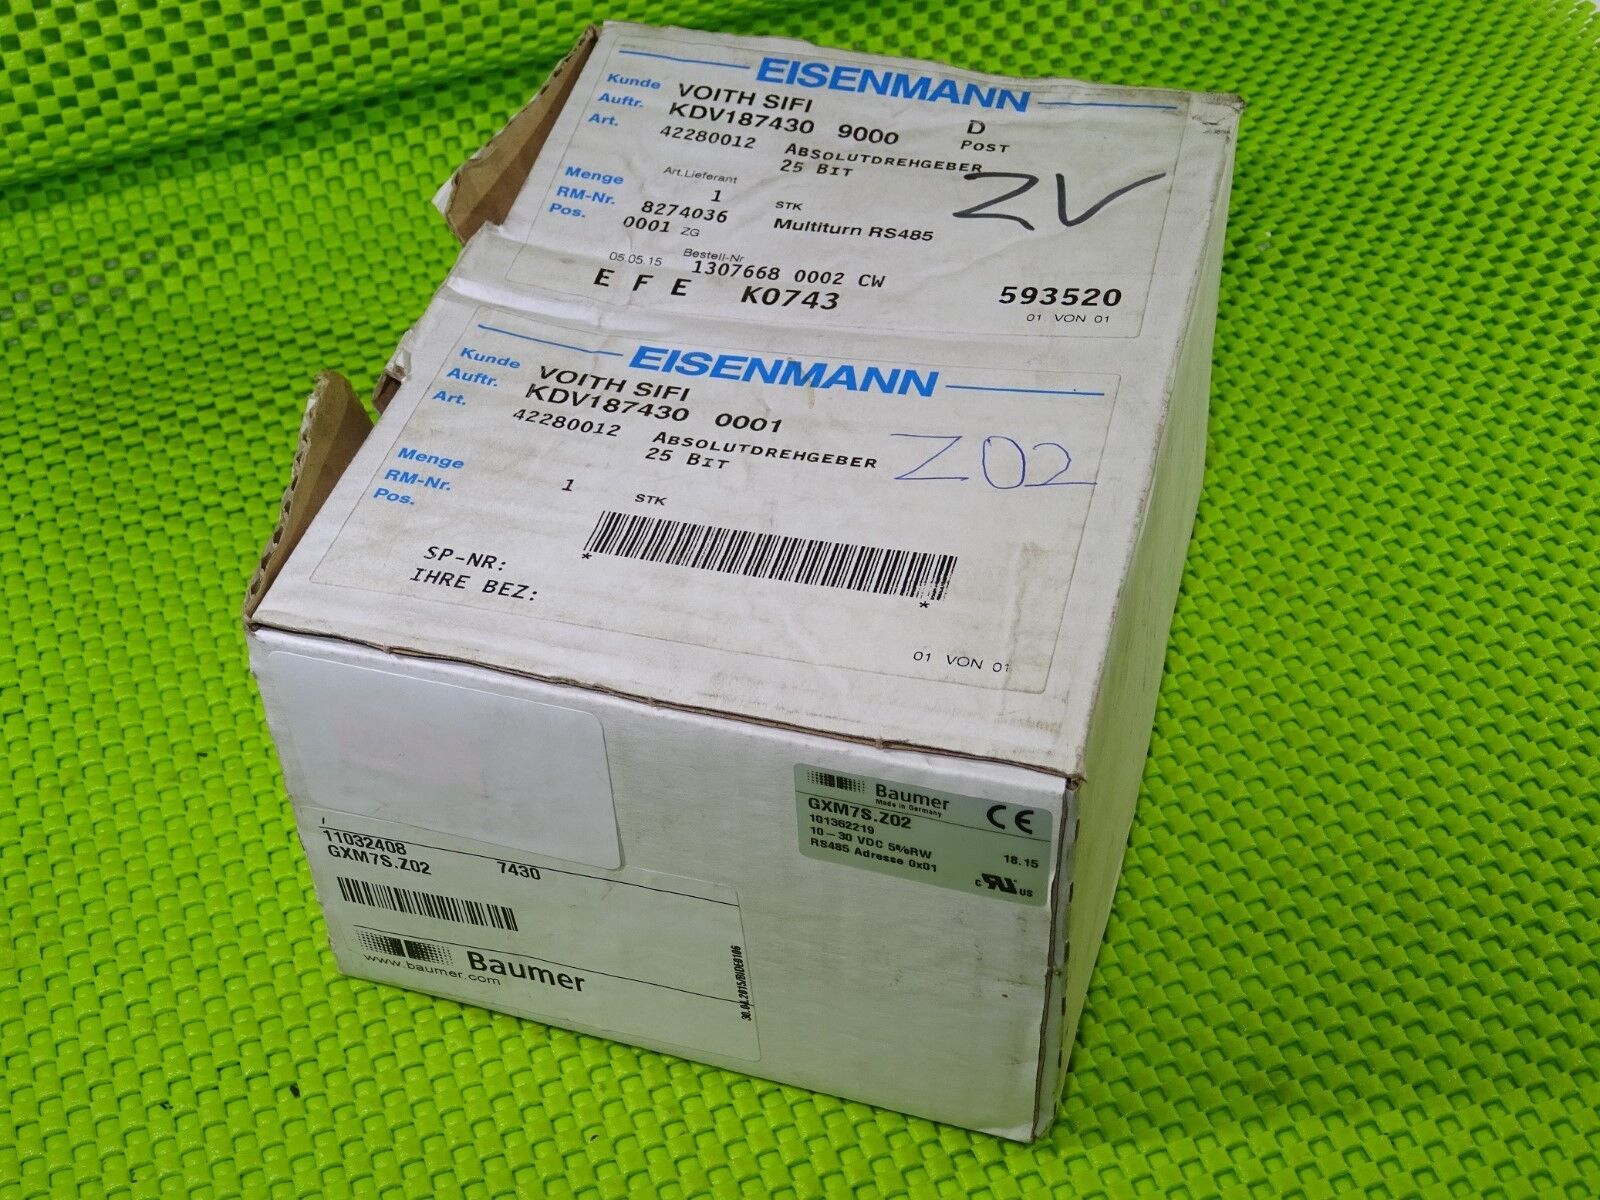 EISENMANN
Kunde VOITH SIFI
Auftr. KDV187430 9000 D
Art. 42280012 ABSOLUTDREHGEBER POST
25 BIT
ZV
Art.Lieferant
Menge 1 STK
RM-Nr. 8274036 Multiturn RS485
Pos. 0001 ZG
05.05.15 Bestell-Nr
1307668 0002 CW
E F E K0743 593520
01 VON 01
EISENMANN
Kunde VOITH SIFI
Auftr. KDV187430 0001
Art. 42280012 ABSOLUTDREHGEBER
25 BIT
Z02
Menge 1 STK
RM-Nr.
Pos.
* *
SP-NR:
IHRE BEZ:
01 VON 01
Baumer
Made in Germany
GXM7S.Z02 CE
101362219
10-30 VDC 5%RW 18.15
RS485 Adresse 0x01
c US
11032408
GXM7S.Z02 7430
Baumer
www.baumer.com